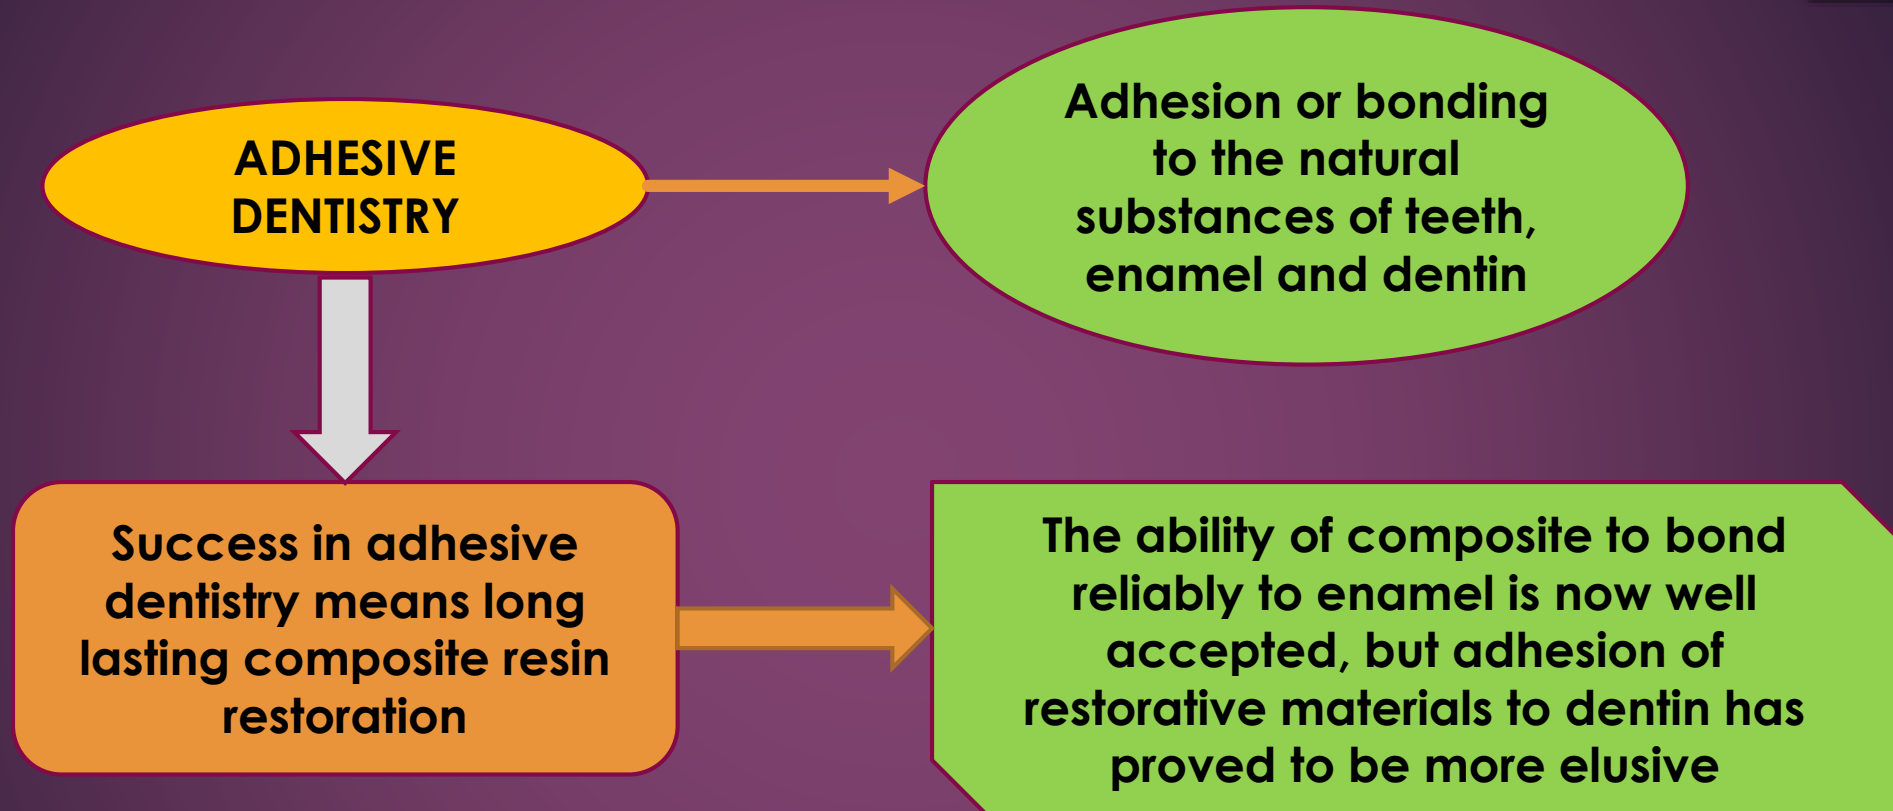 ADHESIVE
DENTISTRY
Adhesion or bonding
to the natural
substances of teeth,
enamel and dentin
Success in adhesive
dentistry means long
lasting composite resin
restoration
The ability of composite to bond
reliably to enamel is now well
accepted, but adhesion of
restorative materials to dentin has
proved to be more elusive